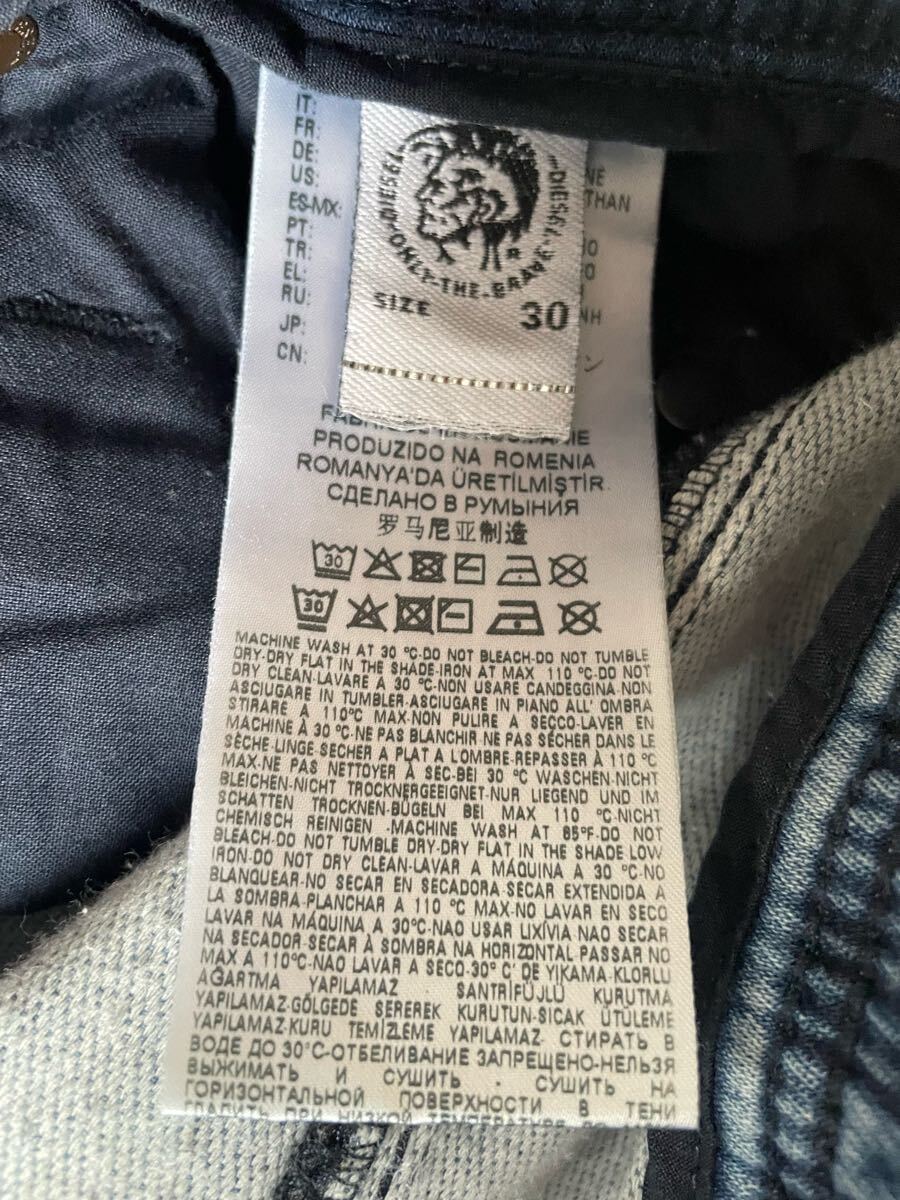 IT:
FR:
DE:
US:
ES-MX:
PT:
TR:
EL:
RU:
JP:
CN:
DIESEL
DIESEL
ONLY-THE-BRAVE
R
SIZE 30
THAN
PRODUZIDO NA ROMENIA
ROMANYA'DA ÜRETİLMİŞTİR
СДЕЛАНО В РУМЫНИЯ
罗马尼亚制造
30
30
MACHINE WASH AT 30 °C-DO NOT BLEACH-DO NOT TUMBLE
DRY-DRY FLAT IN THE SHADE-IRON AT MAX 110 °C-DO NOT
DRY CLEAN-LAVARE A 30 °C-NON USARE CANDEGGINA-NON
ASCIUGARE IN TUMBLER-ASCIUGARE IN PIANO ALL' OMBRA
STIRARE A 110°C MAX-NON PULIRE A SECCO-LAVER EN
MACHINE À 30 °C-NE PAS BLANCHIR NE PAS SÉCHER DANS LE
SÈCHE-LINGE-SECHER A PLAT A L'OMBRE-REPASSER À 110 °C
MAX-NE PAS NETTOYER À SEC-BEI 30 °C WASCHEN-NICHT
BLEICHEN-NICHT TROCKNERGEEIGNET-NUR LIEGEND UND IM
SCHATTEN TROCKNEN-BÜGELN BEI MAX 110 °C-NICHT
CHEMISCH REINIGEN -MACHINE WASH AT 85°F-DO NOT
BLEACH-DO NOT TUMBLE DRY-DRY FLAT IN THE SHADE LOW
IRON-DO NOT DRY CLEAN-LAVAR A MÁQUINA A 30 °C-NO
BLANQUEAR-NO SECAR EN SECADORA SECAR EXTENDIDA A
LA SOMBRA-PLANCHAR A 110 °C MAX-NO LAVAR EN SECO
LAVAR NA MÁQUINA A 30°C-NAO USAR LIXÍVIA NAO SECAR
NA SECADOR-SECAR À SOMBRA NA HORIZONTAL PASSAR NO
MAX A 110°C-NAO LAVAR A SECO-30° C' DE YIKAMA-KLORLU
AĞARTMA YAPILAMAZ SANTRİFÜJLÜ KURUTMA
YAPILAMAZ-GÖLGEDE SEREREK KURUTUN-SICAK ÜTÜLEME
YAPILAMAZ-KURU TEMİZLEME YAPILAMAZ- СТИРАТЬ В
ВОДЕ ДО 30°С-ОТБЕЛИВАНИЕ ЗАПРЕЩЕНО-НЕЛЬЗЯ
ВЫЖИМАТЬ И СУШИТЬ - СУШИТЬ НА
ГОРИЗОНТАЛЬНОЙ ПОВЕРХНОСТИ В ТЕНИ
ГЛАДИТЬ ПРИ НИЗКОЙ